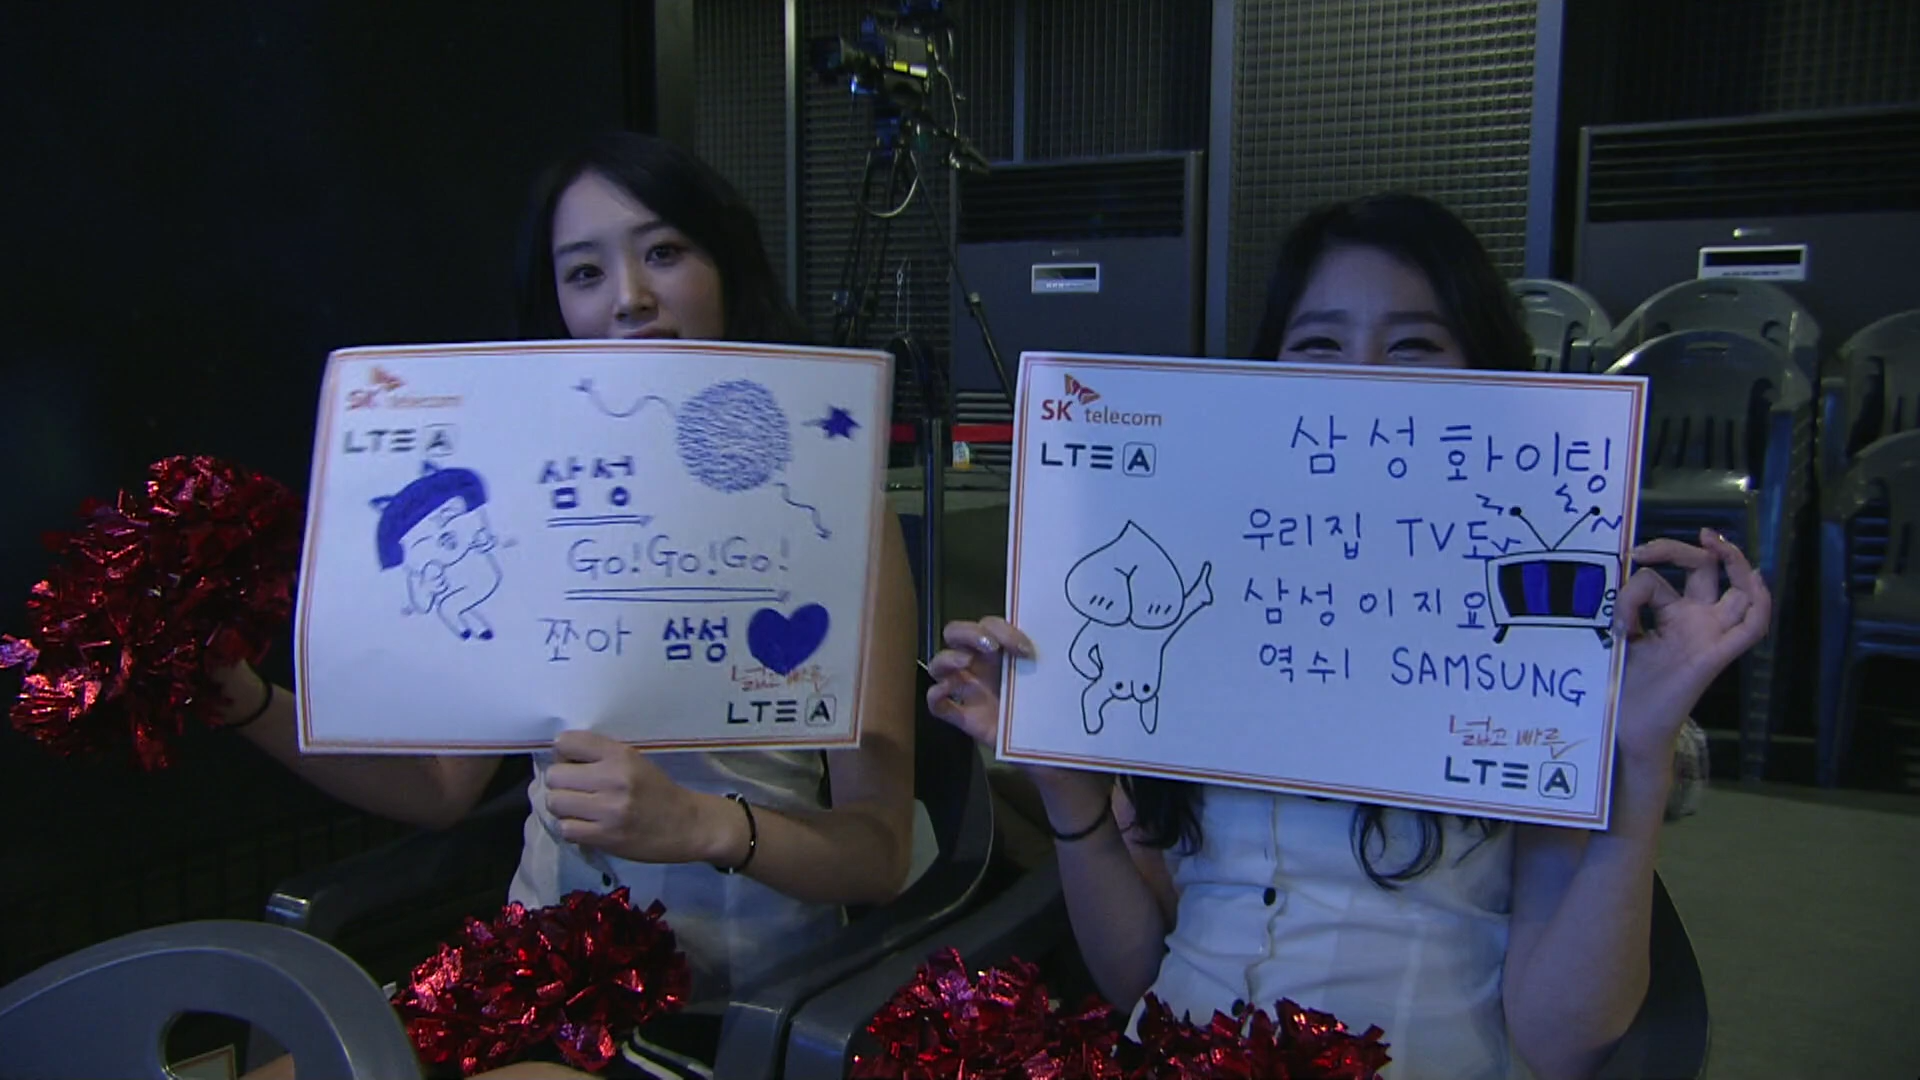 SK telecom
LTE A
삼성
Go! Go! Go!
쪼아 삼성
넓고 빠른
LTE A
SK telecom
LTE A
삼성 화이팅
우리집 TV도
삼성이지요
역쉬 SAMSUNG
넓고 빠른
LTE A